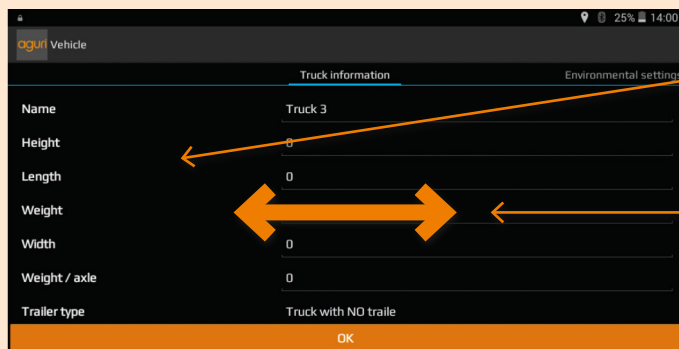 25% 14:00
aguri Vehicle
Truck information Environmental settings
Name Truck 3
Height 0
Length 0
Weight
Width 0
Weight / axle 0
Trailer type Truck with NO traile
OK